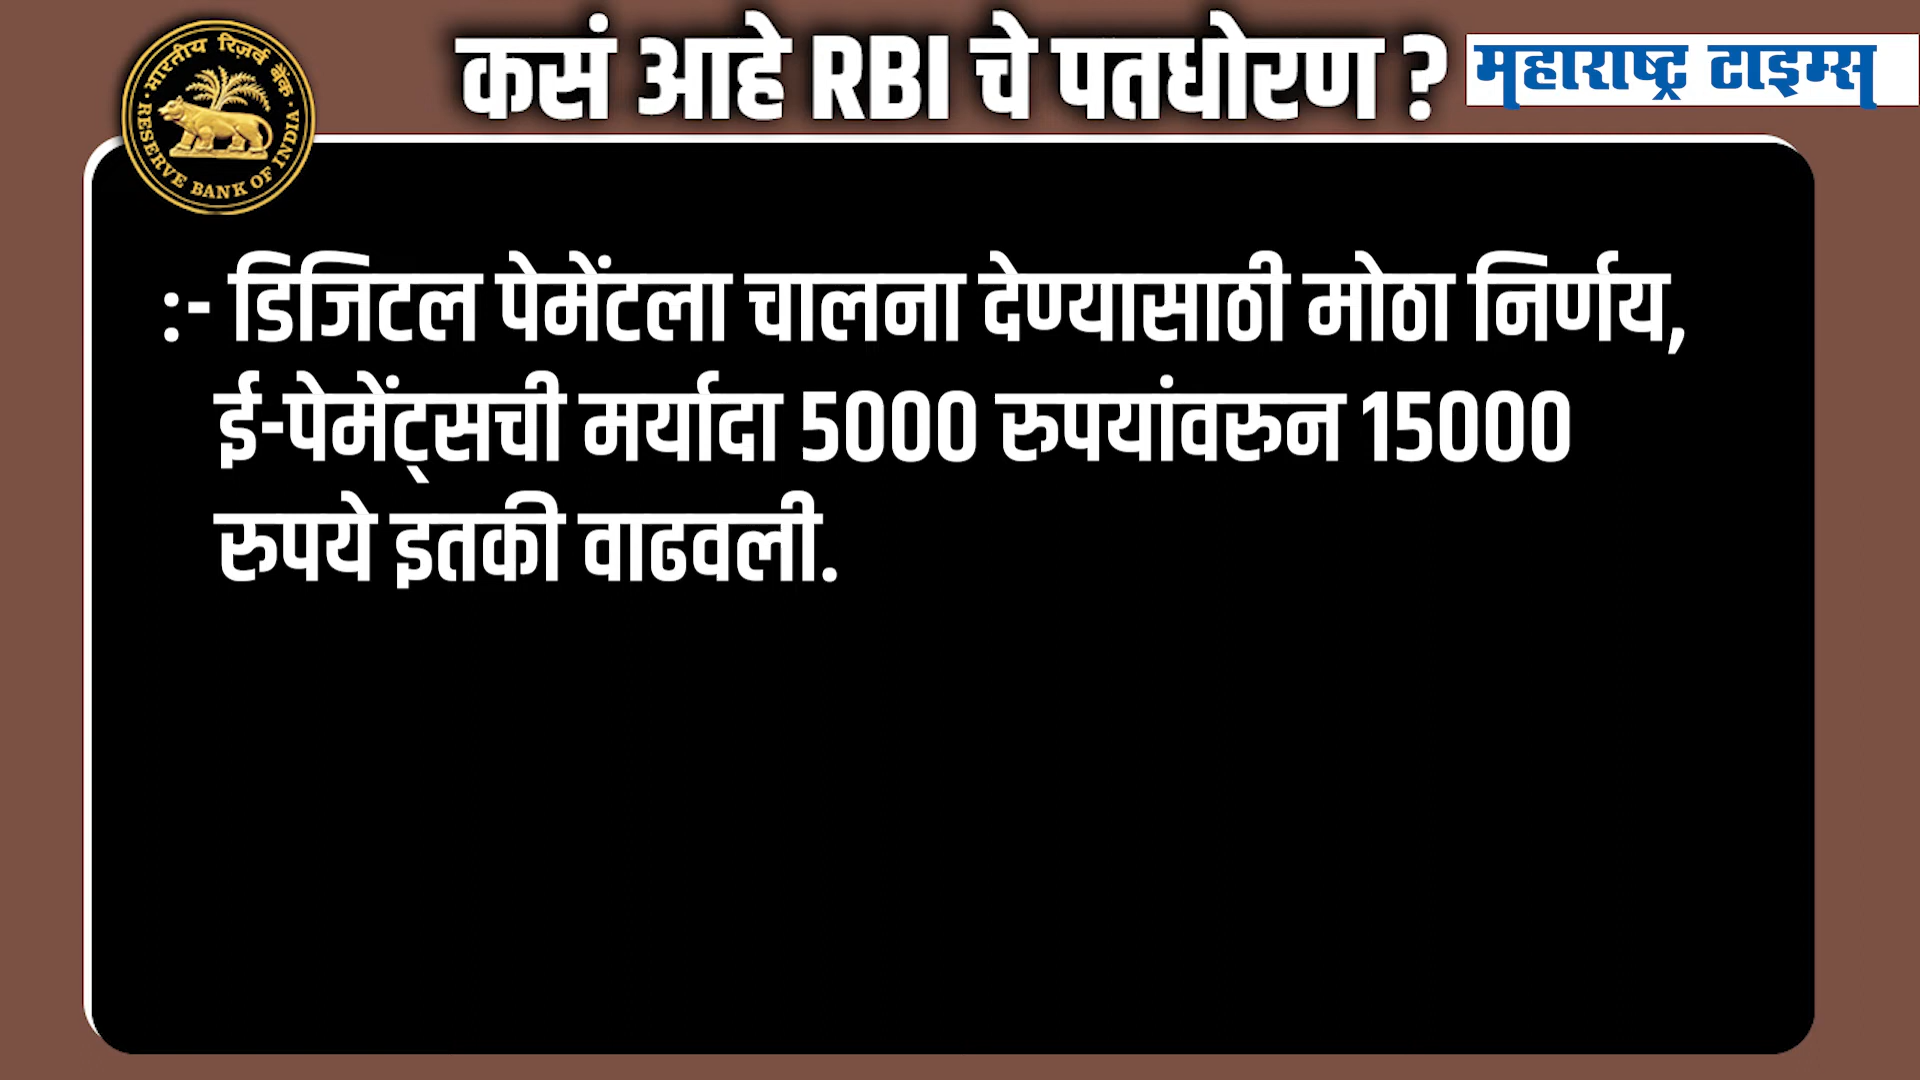 भारतीय रिज़र्व बैंक
RESERVE BANK OF INDIA
कसं आहे RBI चे पतधोरण ?
महाराष्ट्र टाइम्स
:- डिजिटल पेमेंटला चालना देण्यासाठी मोठा निर्णय,
ई-पेमेंट्सची मर्यादा 5000 रुपयांवरुन 15000
रुपये इतकी वाढवली.